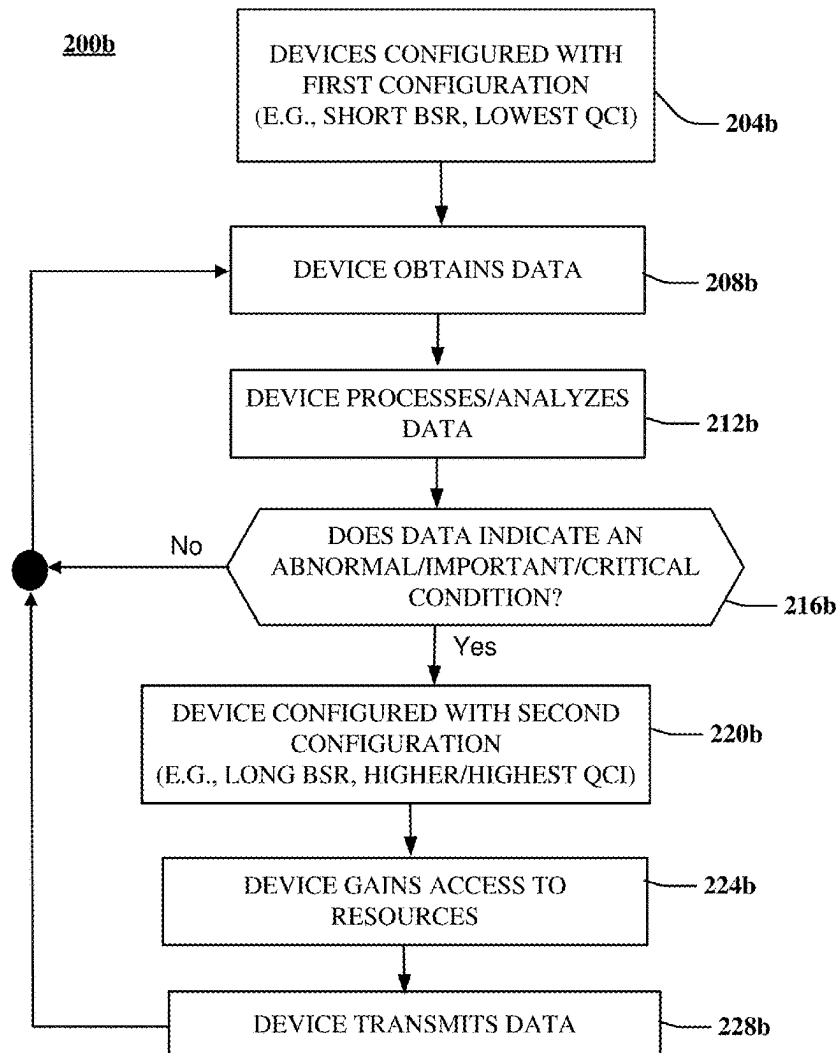 200b
DEVICES CONFIGURED WITH
FIRST CONFIGURATION
(E.G., SHORT BSR, LOWEST QCI)
204b
DEVICE OBTAINS DATA
208b
DEVICE PROCESSES/ANALYZES
DATA
212b
No
DOES DATA INDICATE AN
ABNORMAL/IMPORTANT/CRITICAL
CONDITION?
216b
Yes
DEVICE CONFIGURED WITH SECOND
CONFIGURATION
(E.G., LONG BSR, HIGHER/HIGHEST QCI)
220b
DEVICE GAINS ACCESS TO
RESOURCES
224b
DEVICE TRANSMITS DATA
228b